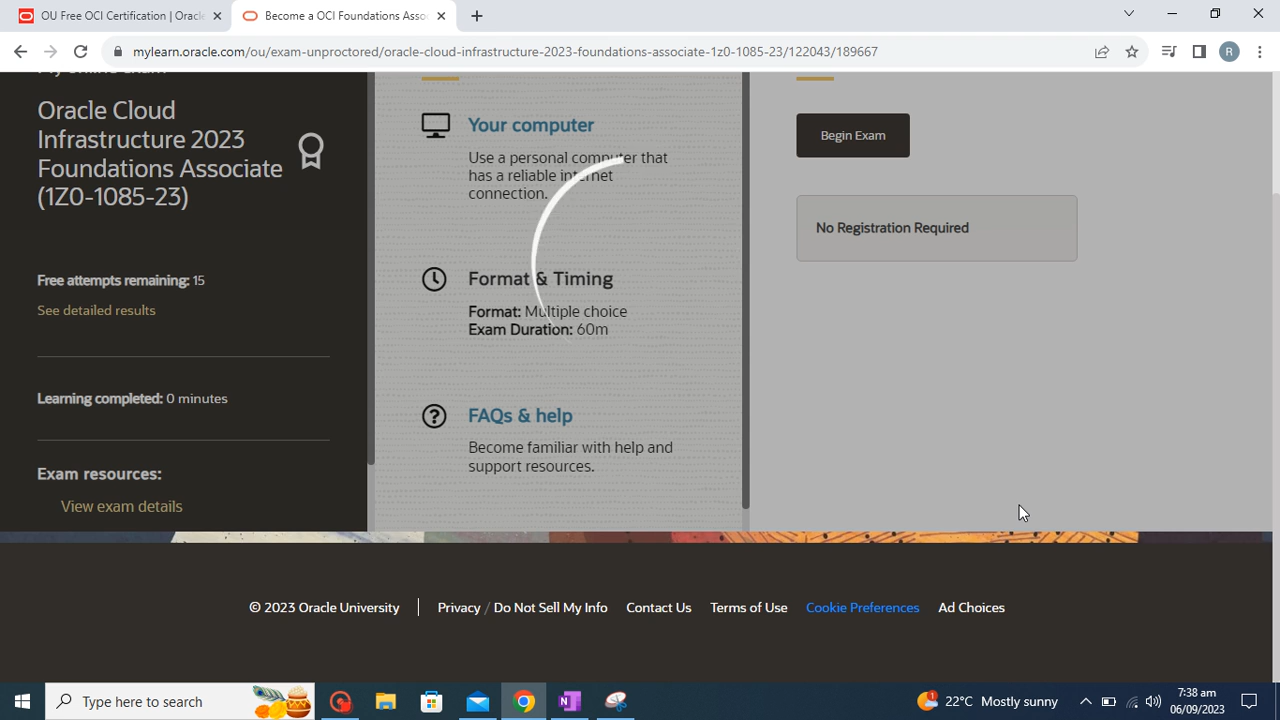 OU Free OCI Certification | Oracl
Become a OCI Foundations Asso
mylearn.oracle.com/ou/exam-unproctored/oracle-cloud-infrastructure-2023-foundations-associate-1z0-1085-23/122043/189667
R
Oracle Cloud
Infrastructure 2023
Foundations Associate
(1Z0-1085-23)
Free attempts remaining: 15
See detailed results
Learning completed: 0 minutes
Exam resources:
View exam details
Your computer
Use a personal computer that
has a reliable internet
connection.
Format & Timing
Format: Multiple choice
Exam Duration: 60m
FAQs & help
Become familiar with help and
support resources.
Begin Exam
No Registration Required
© 2023 Oracle University
Privacy / Do Not Sell My Info
Contact Us
Terms of Use
Cookie Preferences
Ad Choices
Type here to search
1
22°C Mostly sunny
7:38 am
06/09/2023